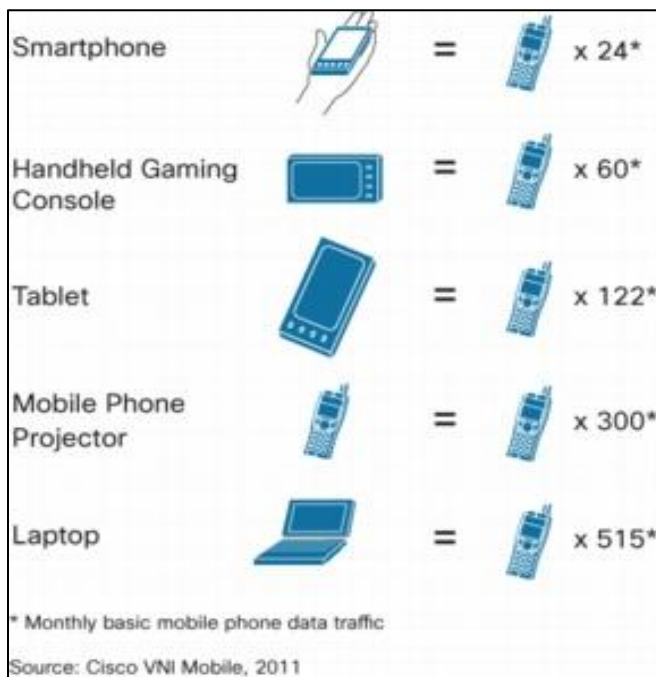 Smartphone = x 24*
Handheld Gaming = x 60*
Console
Tablet = x 122*
Mobile Phone
Projector = x 300*
Laptop = x 515*
* Monthly basic mobile phone data traffic
Source: Cisco VNI Mobile, 2011